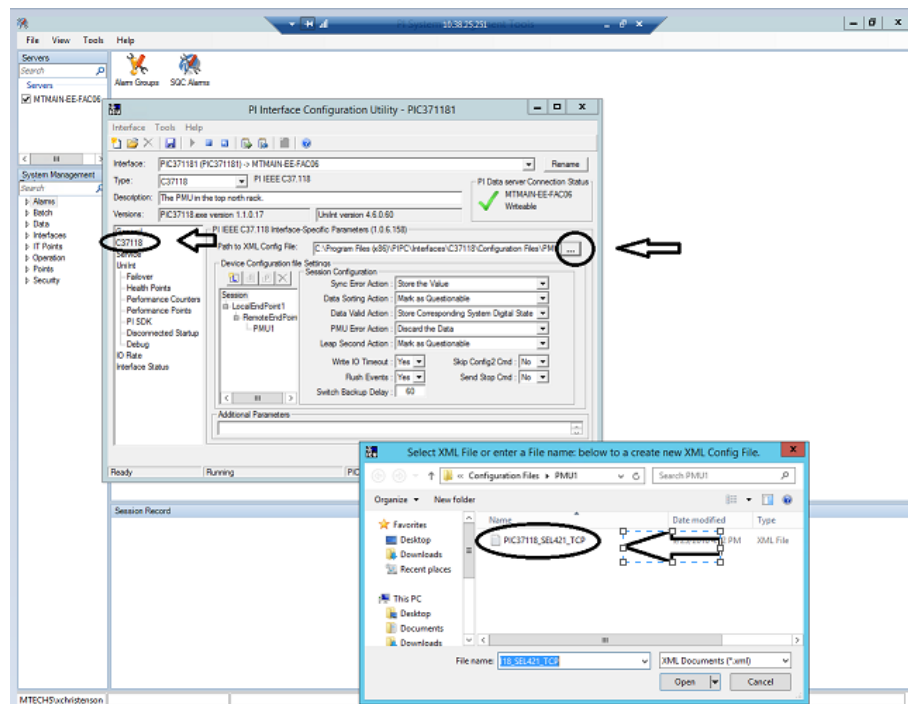 PI System Management Tools
10.38.25.251
File View Tools Help
Servers
Search
Servers
MTMAIN-EE-FAC06
Alarm Groups SQC Alarms
PI Interface Configuration Utility - PIC371181
Interface Tools Help
Interface: PIC371181 (PIC371181) -> MTMAIN-EE-FAC06 Rename
Type: C37118 PI IEEE C37.118
PI Data server Connection Status
Description: The PMU in the top north rack.
MTMAIN-EE-FAC06
Writeable
Versions: PIC37118.exe version 1.1.0.17 UniInt version 4.6.0.60
System Management
Search
Alarms
Batch
Data
Interfaces
IT Points
Operation
Points
Security
General
C37118
Service
UniInt
Failover
Health Points
Performance Counters
Performance Points
PI SDK
Disconnected Startup
Debug
IO Rate
Interface Status
PI IEEE C37.118 Interface-Specific Parameters (1.0.6.158)
Path to XML Config File: C:\Program Files (x86)\PIPC\Interfaces\C37118\Configuration Files\PM ...
Device Configuration file Settings
Session
LocalEndPoint1
RemoteEndPoin
PMU1
Session Configuration
Sync Error Action : Store the Value
Data Sorting Action : Mark as Questionable
Data Valid Action : Store Corresponding System Digital State
PMU Error Action : Discard the Data
Leap Second Action : Mark as Questionable
Write IO Timeout : Yes Skip Config2 Cmd : No
Flush Events : Yes Send Stop Cmd : No
Switch Backup Delay : 60
Additional Parameters
Ready Running PIC
Session Record
Select XML File or enter a File name: below to a create new XML Config File.
« Configuration Files PMU1 Search PMU1
Organize New folder
Favorites
Desktop
Downloads
Recent places
This PC
Desktop
Documents
Downloads
Name Date modified Type
PIC37118_SEL421_TCP PM XML File
File name: 118_SEL421_TCP XML Documents (*.xml)
Open Cancel
MTECHS\xchristenson